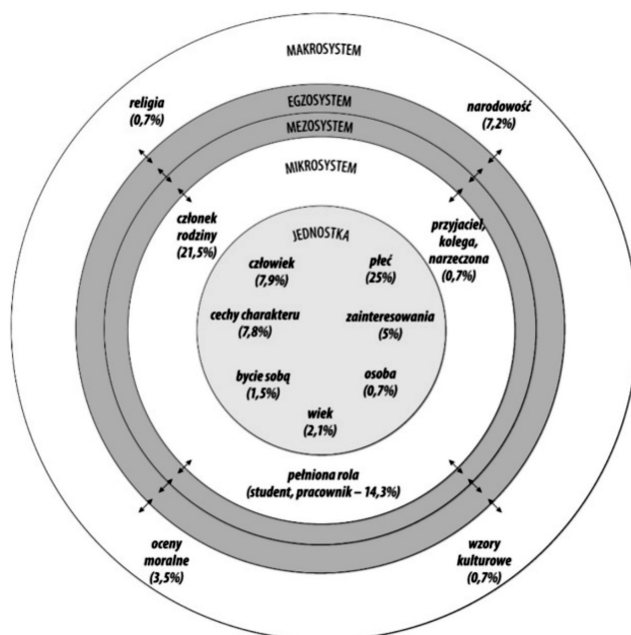 MAKROSYSTEM
religia
(0,7%)
EGZOSYSTEM
narodowość
(7,2%)
MEZOSYSTEM
MIKROSYSTEM
członek
rodziny
(21,5%)
przyjaciel,
kolega,
narzeczona
(0,7%)
JEDNOSTKA
człowiek
(7,9%)
płeć
(25%)
cechy charakteru
(7,8%)
zainteresowania
(5%)
bycie sobą
(1,5%)
osoba
(0,7%)
wiek
(2,1%)
pełniona rola
(student, pracownik – 14,3%)
oceny
moralne
(3,5%)
wzory
kulturowe
(0,7%)